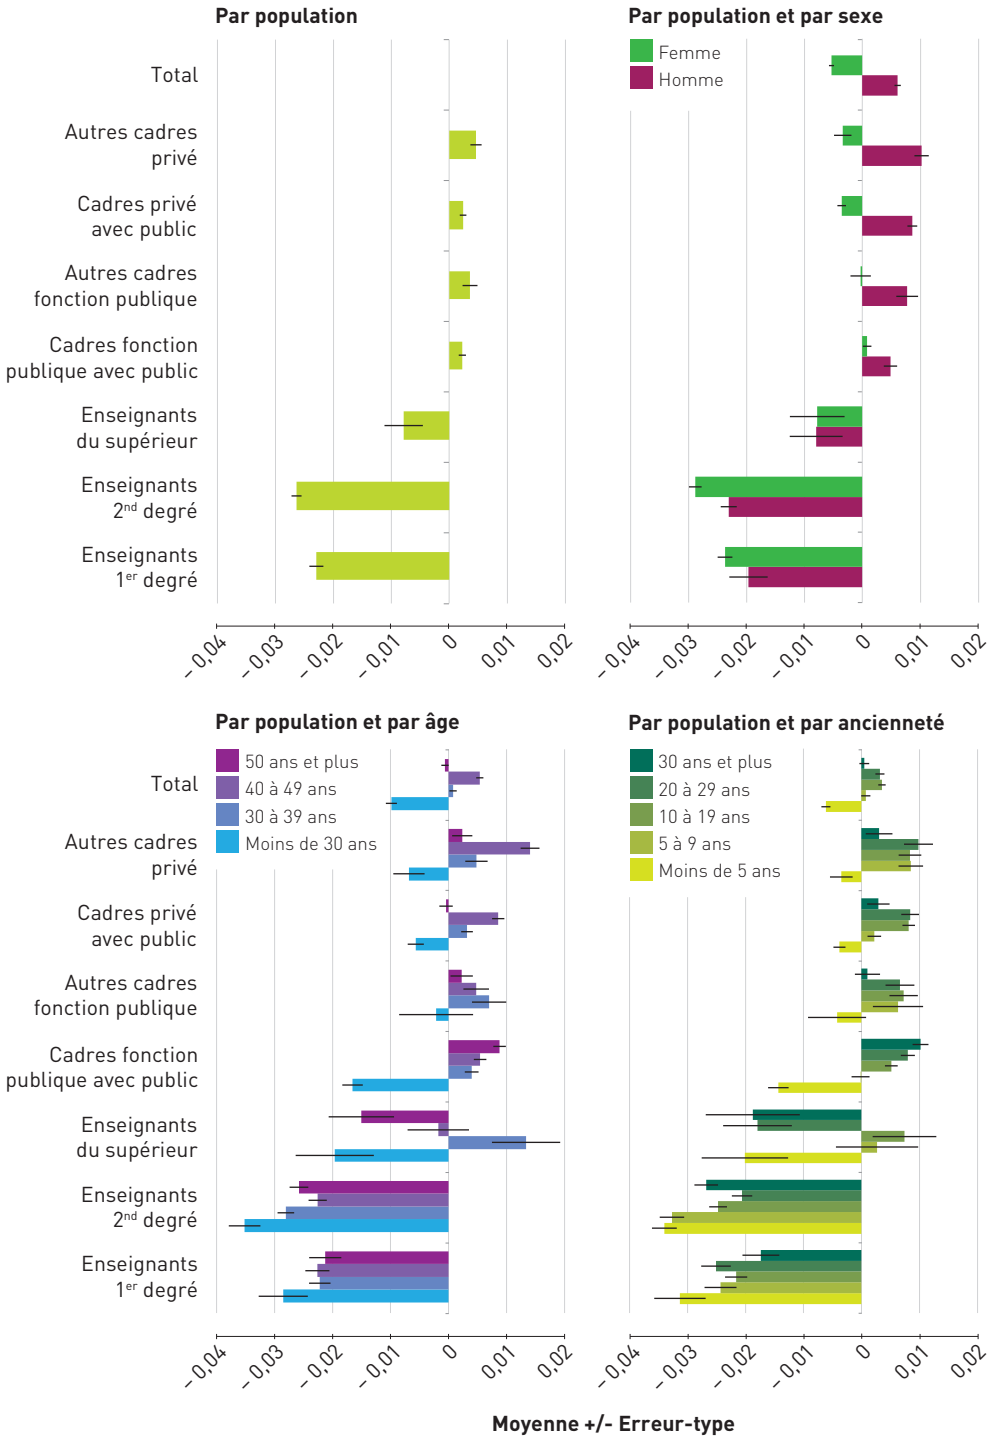 Par population
Total
Autres cadres
privé
Cadres privé
avec public
Autres cadres
fonction publique
Cadres fonction
publique avec public
Enseignants
du supérieur
Enseignants
2nd degré
Enseignants
1er degré
– 0,04
– 0,03
– 0,02
– 0,01
0
0,01
0,02
Par population et par sexe
Femme
Homme
– 0,04
– 0,03
– 0,02
– 0,01
0
0,01
0,02
Par population et par âge
50 ans et plus
40 à 49 ans
30 à 39 ans
Moins de 30 ans
Total
Autres cadres
privé
Cadres privé
avec public
Autres cadres
fonction publique
Cadres fonction
publique avec public
Enseignants
du supérieur
Enseignants
2nd degré
Enseignants
1er degré
– 0,04
– 0,03
– 0,02
– 0,01
0
0,01
0,02
Par population et par ancienneté
30 ans et plus
20 à 29 ans
10 à 19 ans
5 à 9 ans
Moins de 5 ans
– 0,04
– 0,03
– 0,02
– 0,01
0
0,01
0,02
Moyenne +/- Erreur-type